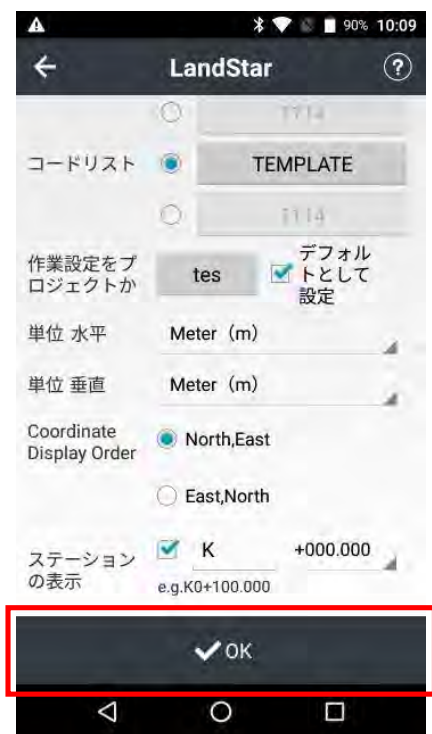 90% 10:09
LandStar ?
1114
コードリスト TEMPLATE
1114
作業設定をプ
ロジェクトか
tes
デフォル
トとして
設定
単位 水平 Meter (m)
単位 垂直 Meter (m)
Coordinate
Display Order
North,East
East,North
ステーション
の表示
K +000.000
e.g.K0+100.000
OK